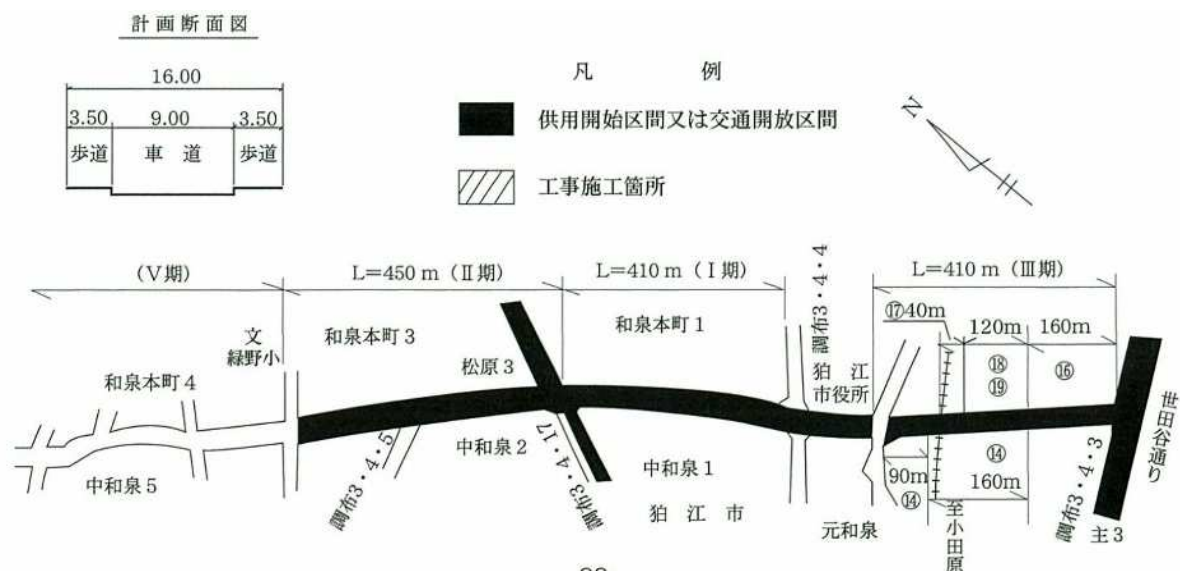 計画断面図
16.00
3.50 9.00 3.50
歩道 車道 歩道
凡例
供用開始区間又は交通開放区間
工事施工箇所
N
(V期)
L=450 m (Ⅱ期)
L=410 m (Ⅰ期)
調布3・4・4
L=410 m (Ⅲ期)
文
緑野小
和泉本町4
中和泉5
和泉本町3
松原3
調布3・4・5
中和泉2
調布3・4・17
和泉本町1
中和泉1
狛江市
狛江
市役所
元和泉
⑰40m
120m
160m
⑱
⑲
⑯
90m
⑭
⑭
160m
至小田原
調布3・4・3
主3
世田谷通り